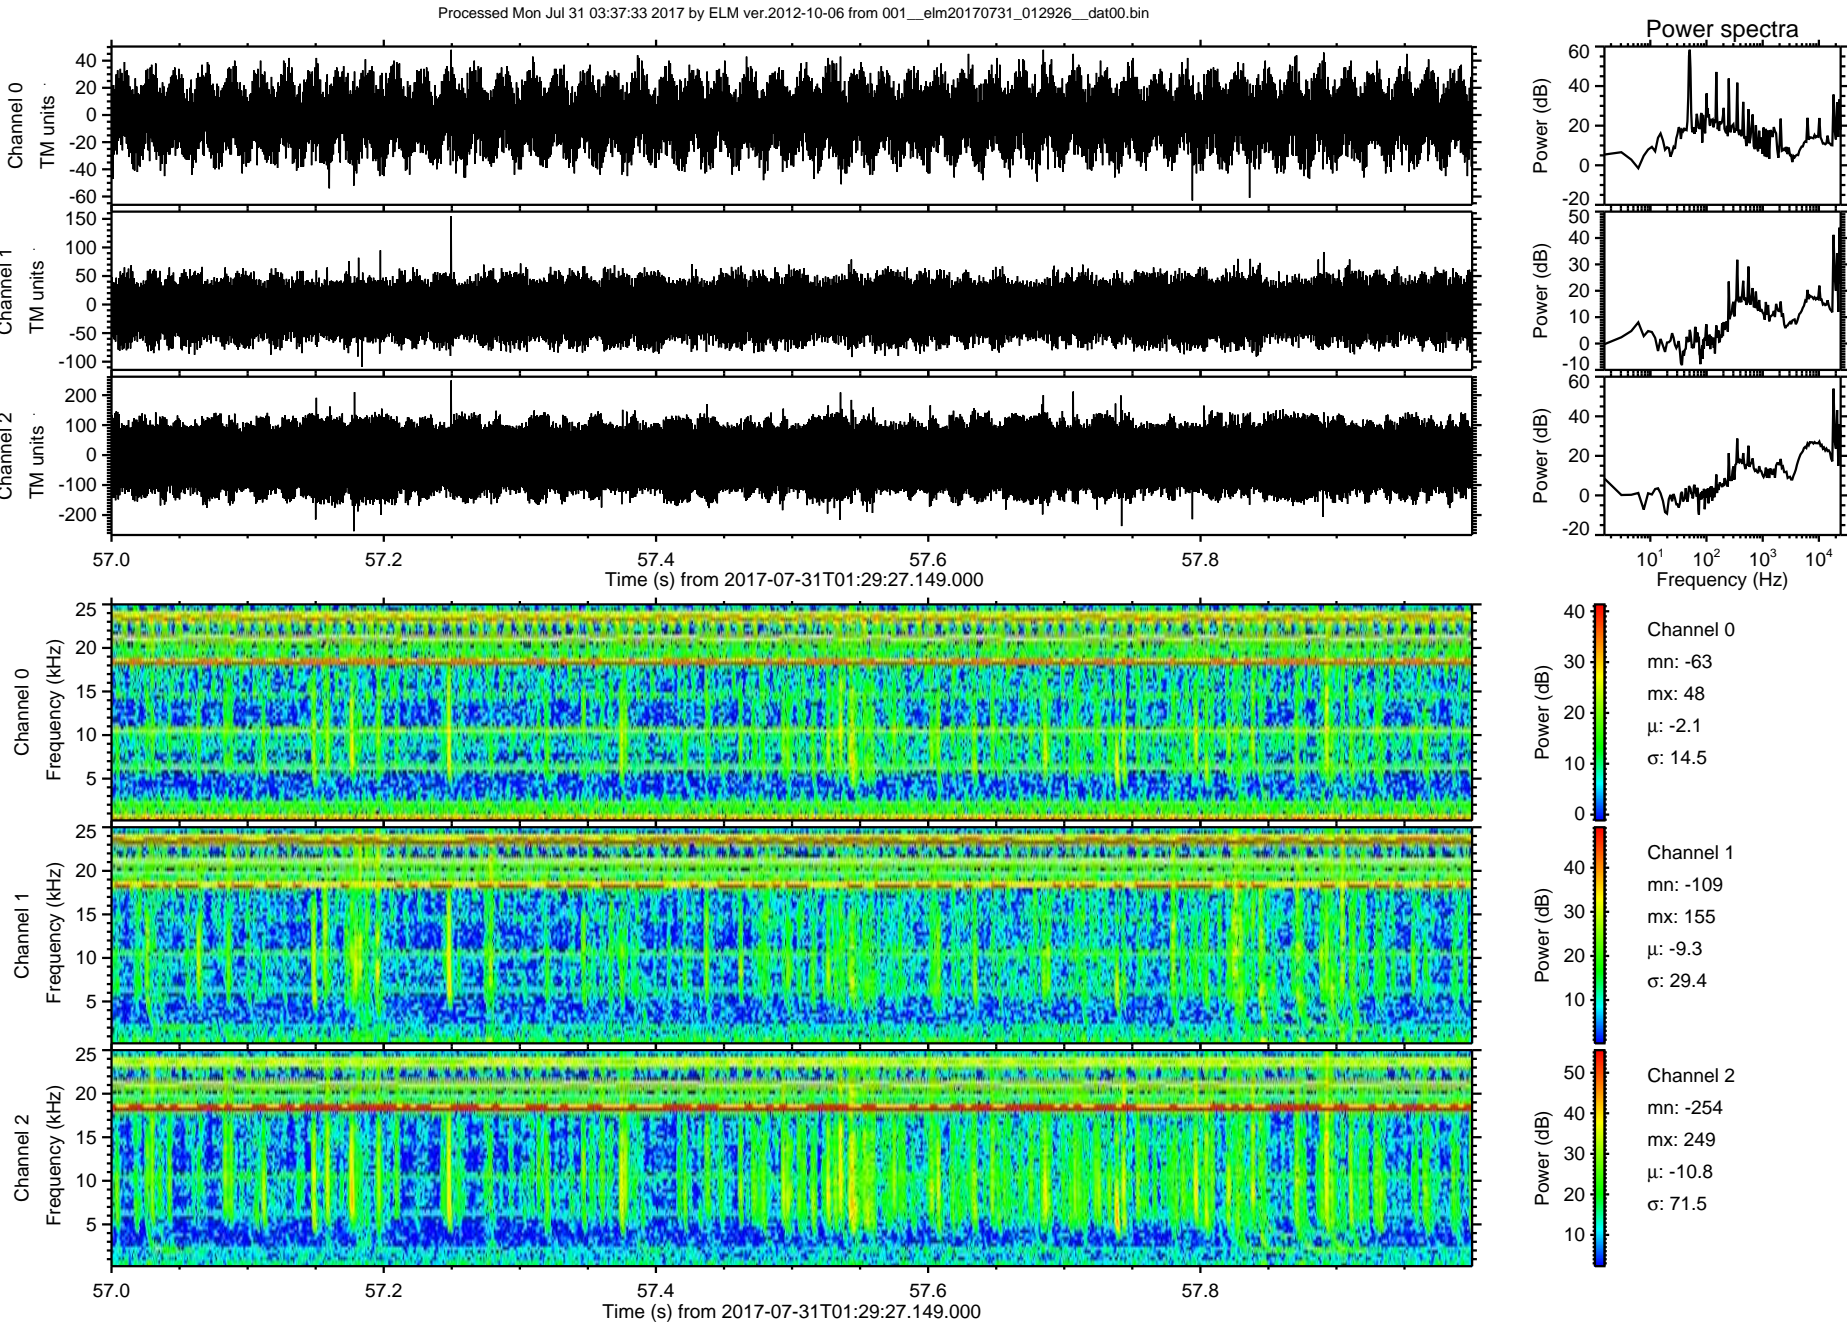 Processed Mon Jul 31 03:37:33 2017 by ELM ver.2012-10-06 from 001__elm20170731_012926__dat00.bin
Power spectra
Channel 0
TM units
40
20
0
-20
-40
-60
Power (dB)
60
40
20
0
-20
Channel 1
TM units
150
100
50
0
-50
-100
Power (dB)
50
40
30
20
10
0
-10
Channel 2
TM units
200
100
0
-100
-200
Power (dB)
60
40
20
0
-20
57.0 57.2 57.4 57.6 57.8
Time (s) from 2017-07-31T01:29:27.149.000
10¹ 10² 10³ 10⁴
Frequency (Hz)
Channel 0
Frequency (kHz)
25
20
15
10
5
Power (dB)
40
30
20
10
0
Channel 0
mn: -63
mx: 48
μ: -2.1
σ: 14.5
Channel 1
Frequency (kHz)
25
20
15
10
5
Power (dB)
40
30
20
10
Channel 1
mn: -109
mx: 155
μ: -9.3
σ: 29.4
Channel 2
Frequency (kHz)
25
20
15
10
5
Power (dB)
50
40
30
20
10
Channel 2
mn: -254
mx: 249
μ: -10.8
σ: 71.5
57.0 57.2 57.4 57.6 57.8
Time (s) from 2017-07-31T01:29:27.149.000